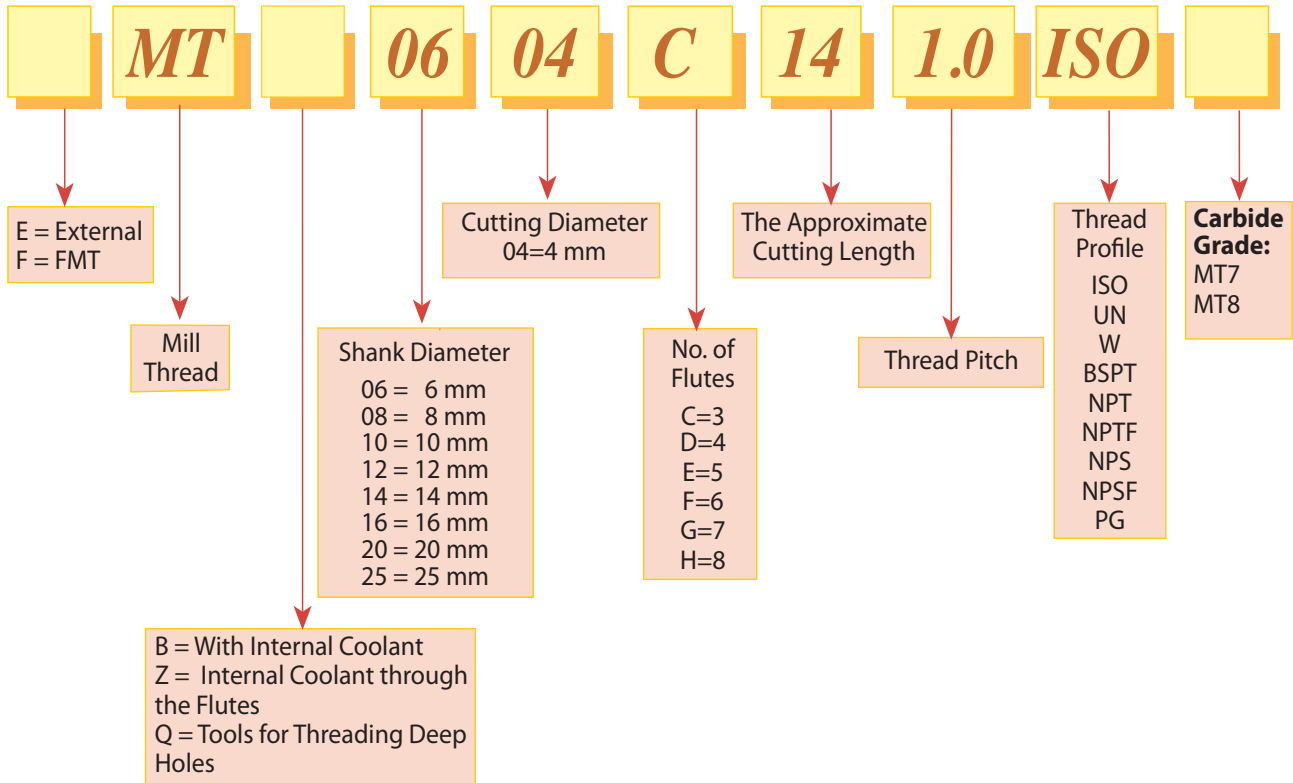 MT 06 04 C 14 1.0 ISO
E = External
F = FMT
Mill
Thread
B = With Internal Coolant
Z = Internal Coolant through
the Flutes
Q = Tools for Threading Deep
Holes
Shank Diameter
06 = 6 mm
08 = 8 mm
10 = 10 mm
12 = 12 mm
14 = 14 mm
16 = 16 mm
20 = 20 mm
25 = 25 mm
Cutting Diameter
04=4 mm
No. of
Flutes
C=3
D=4
E=5
F=6
G=7
H=8
The Approximate
Cutting Length
Thread Pitch
Thread
Profile
ISO
UN
W
BSPT
NPT
NPTF
NPS
NPSF
PG
Carbide
Grade:
MT7
MT8